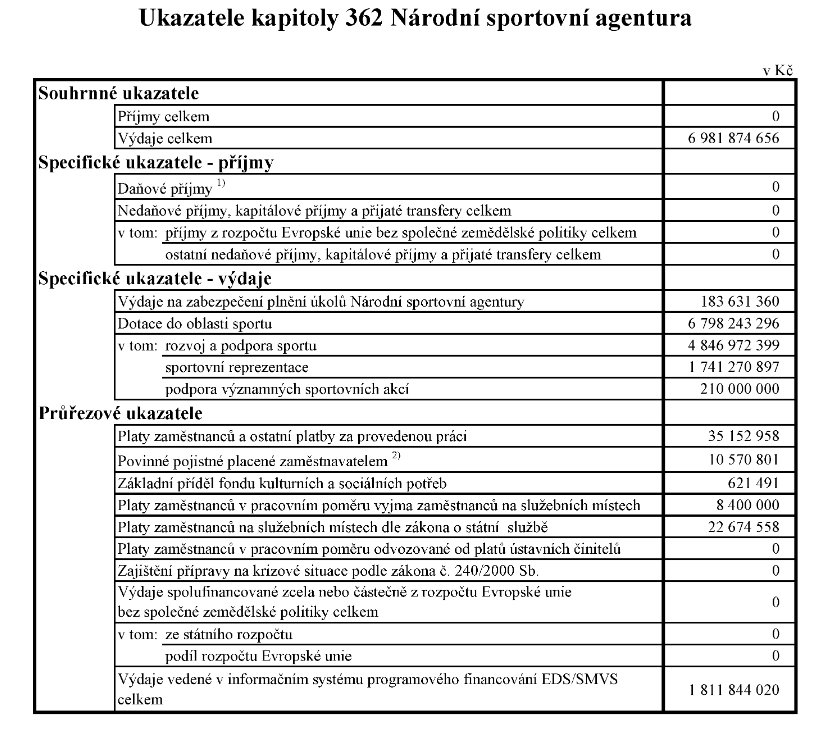 Ukazatele kapitoly 362 Národní sportovní agentura
v Kč
Souhrnné ukazatele
Příjmy celkem 0
Výdaje celkem 6 981 874 656
Specifické ukazatele - příjmy
Daňové příjmy 1) 0
Nedaňové příjmy, kapitálové příjmy a přijaté transfery celkem 0
v tom: příjmy z rozpočtu Evropské unie bez společné zemědělské politiky celkem 0
ostatní nedaňové příjmy, kapitálové příjmy a přijaté transfery celkem 0
Specifické ukazatele - výdaje
Výdaje na zabezpečení plnění úkolů Národní sportovní agentury 183 631 360
Dotace do oblasti sportu 6 798 243 296
v tom: rozvoj a podpora sportu 4 846 972 399
sportovní reprezentace 1 741 270 897
podpora významných sportovních akcí 210 000 000
Průřezové ukazatele
Platy zaměstnanců a ostatní platby za provedenou práci 35 152 958
Povinné pojistné placené zaměstnavatelem 2) 10 570 801
Základní příděl fondu kulturních a sociálních potřeb 621 491
Platy zaměstnanců v pracovním poměru vyjma zaměstnanců na služebních místech 8 400 000
Platy zaměstnanců na služebních místech dle zákona o státní službě 22 674 558
Platy zaměstnanců v pracovním poměru odvozované od platů ústavních činitelů 0
Zajištění přípravy na krizové situace podle zákona č. 240/2000 Sb. 0
Výdaje spolufinancované zcela nebo částečně z rozpočtu Evropské unie
bez společné zemědělské politiky celkem 0
v tom: ze státního rozpočtu 0
podíl rozpočtu Evropské unie 0
Výdaje vedené v informačním systému programového financování EDS/SMVS
celkem 1 811 844 020